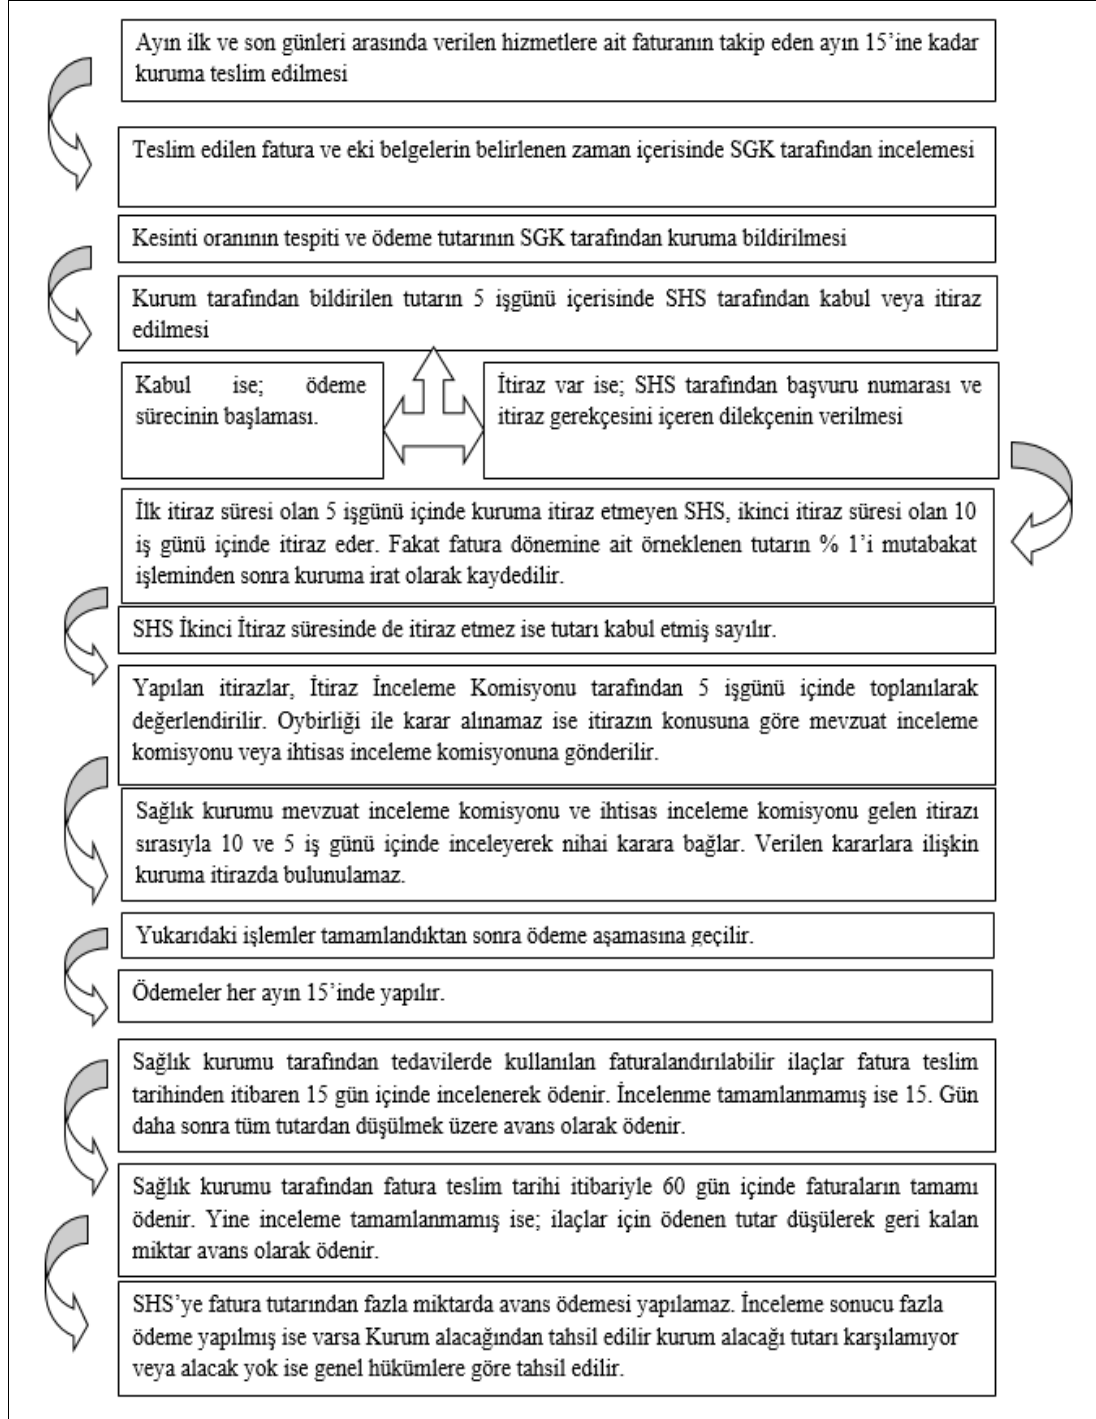 Ayın ilk ve son günleri arasında verilen hizmetlere ait faturanın takip eden ayın 15’ine kadar
kuruma teslim edilmesi
Teslim edilen fatura ve eki belgelerin belirlenen zaman içerisinde SGK tarafından incelemesi
Kesinti oranının tespiti ve ödeme tutarının SGK tarafından kuruma bildirilmesi
Kurum tarafından bildirilen tutarın 5 işgünü içerisinde SHS tarafından kabul veya itiraz
edilmesi
Kabul ise; ödeme
sürecinin başlaması.
İtiraz var ise; SHS tarafından başvuru numarası ve
itiraz gerekçesini içeren dilekçenin verilmesi
İlk itiraz süresi olan 5 işgünü içinde kuruma itiraz etmeyen SHS, ikinci itiraz süresi olan 10
iş günü içinde itiraz eder. Fakat fatura dönemine ait örneklenen tutarın % 1’i mutabakat
işleminden sonra kuruma irat olarak kaydedilir.
SHS İkinci İtiraz süresinde de itiraz etmez ise tutarı kabul etmiş sayılır.
Yapılan itirazlar, İtiraz İnceleme Komisyonu tarafından 5 işgünü içinde toplanılarak
değerlendirilir. Oybirliği ile karar alınamaz ise itirazın konusuna göre mevzuat inceleme
komisyonu veya ihtisas inceleme komisyonuna gönderilir.
Sağlık kurumu mevzuat inceleme komisyonu ve ihtisas inceleme komisyonu gelen itirazı
sırasıyla 10 ve 5 iş günü içinde inceleyerek nihai karara bağlar. Verilen kararlara ilişkin
kuruma itirazda bulunulamaz.
Yukarıdaki işlemler tamamlandıktan sonra ödeme aşamasına geçilir.
Ödemeler her ayın 15’inde yapılır.
Sağlık kurumu tarafından tedavilerde kullanılan faturalandırılabilir ilaçlar fatura teslim
tarihinden itibaren 15 gün içinde incelenerek ödenir. İncelenme tamamlanmamış ise 15. Gün
daha sonra tüm tutardan düşülmek üzere avans olarak ödenir.
Sağlık kurumu tarafından fatura teslim tarihi itibariyle 60 gün içinde faturaların tamamı
ödenir. Yine inceleme tamamlanmamış ise; ilaçlar için ödenen tutar düşülerek geri kalan
miktar avans olarak ödenir.
SHS’ye fatura tutarından fazla miktarda avans ödemesi yapılamaz. İnceleme sonucu fazla
ödeme yapılmış ise varsa Kurum alacağından tahsil edilir kurum alacağı tutarı karşılamıyor
veya alacak yok ise genel hükümlere göre tahsil edilir.